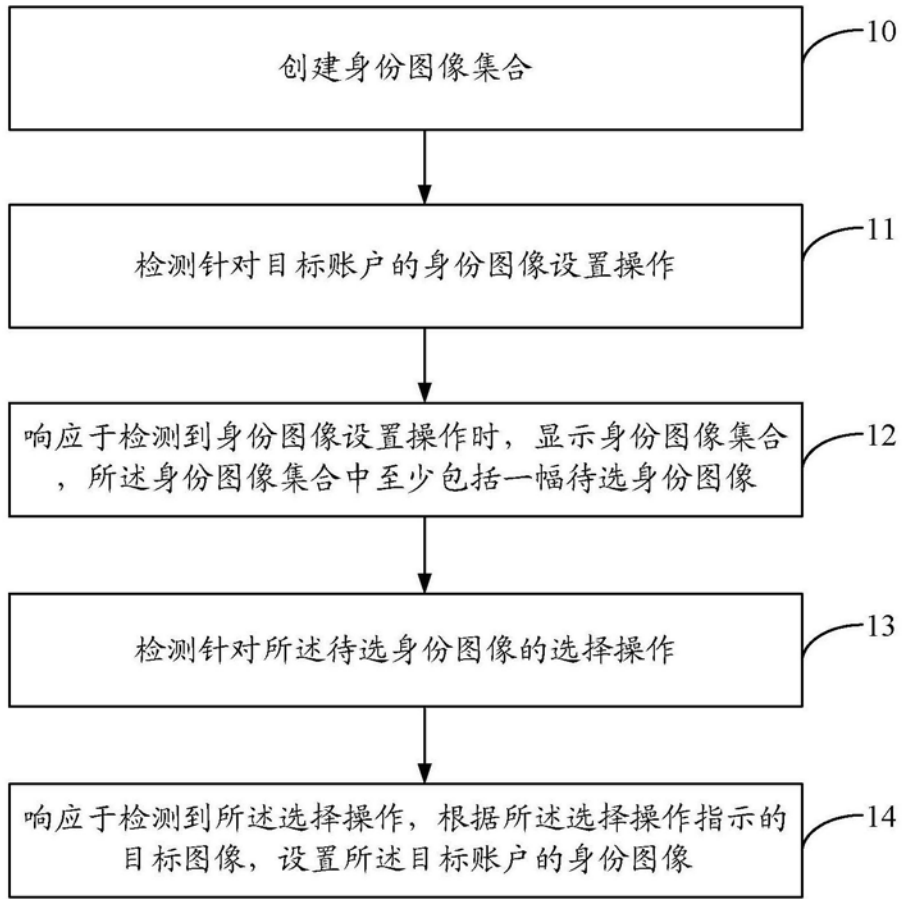 创建身份图像集合
10
检测针对目标账户的身份图像设置操作
11
响应于检测到身份图像设置操作时，显示身份图像集合
，所述身份图像集合中至少包括一幅待选身份图像
12
检测针对所述待选身份图像的选择操作
13
响应于检测到所述选择操作，根据所述选择操作指示的
目标图像，设置所述目标账户的身份图像
14